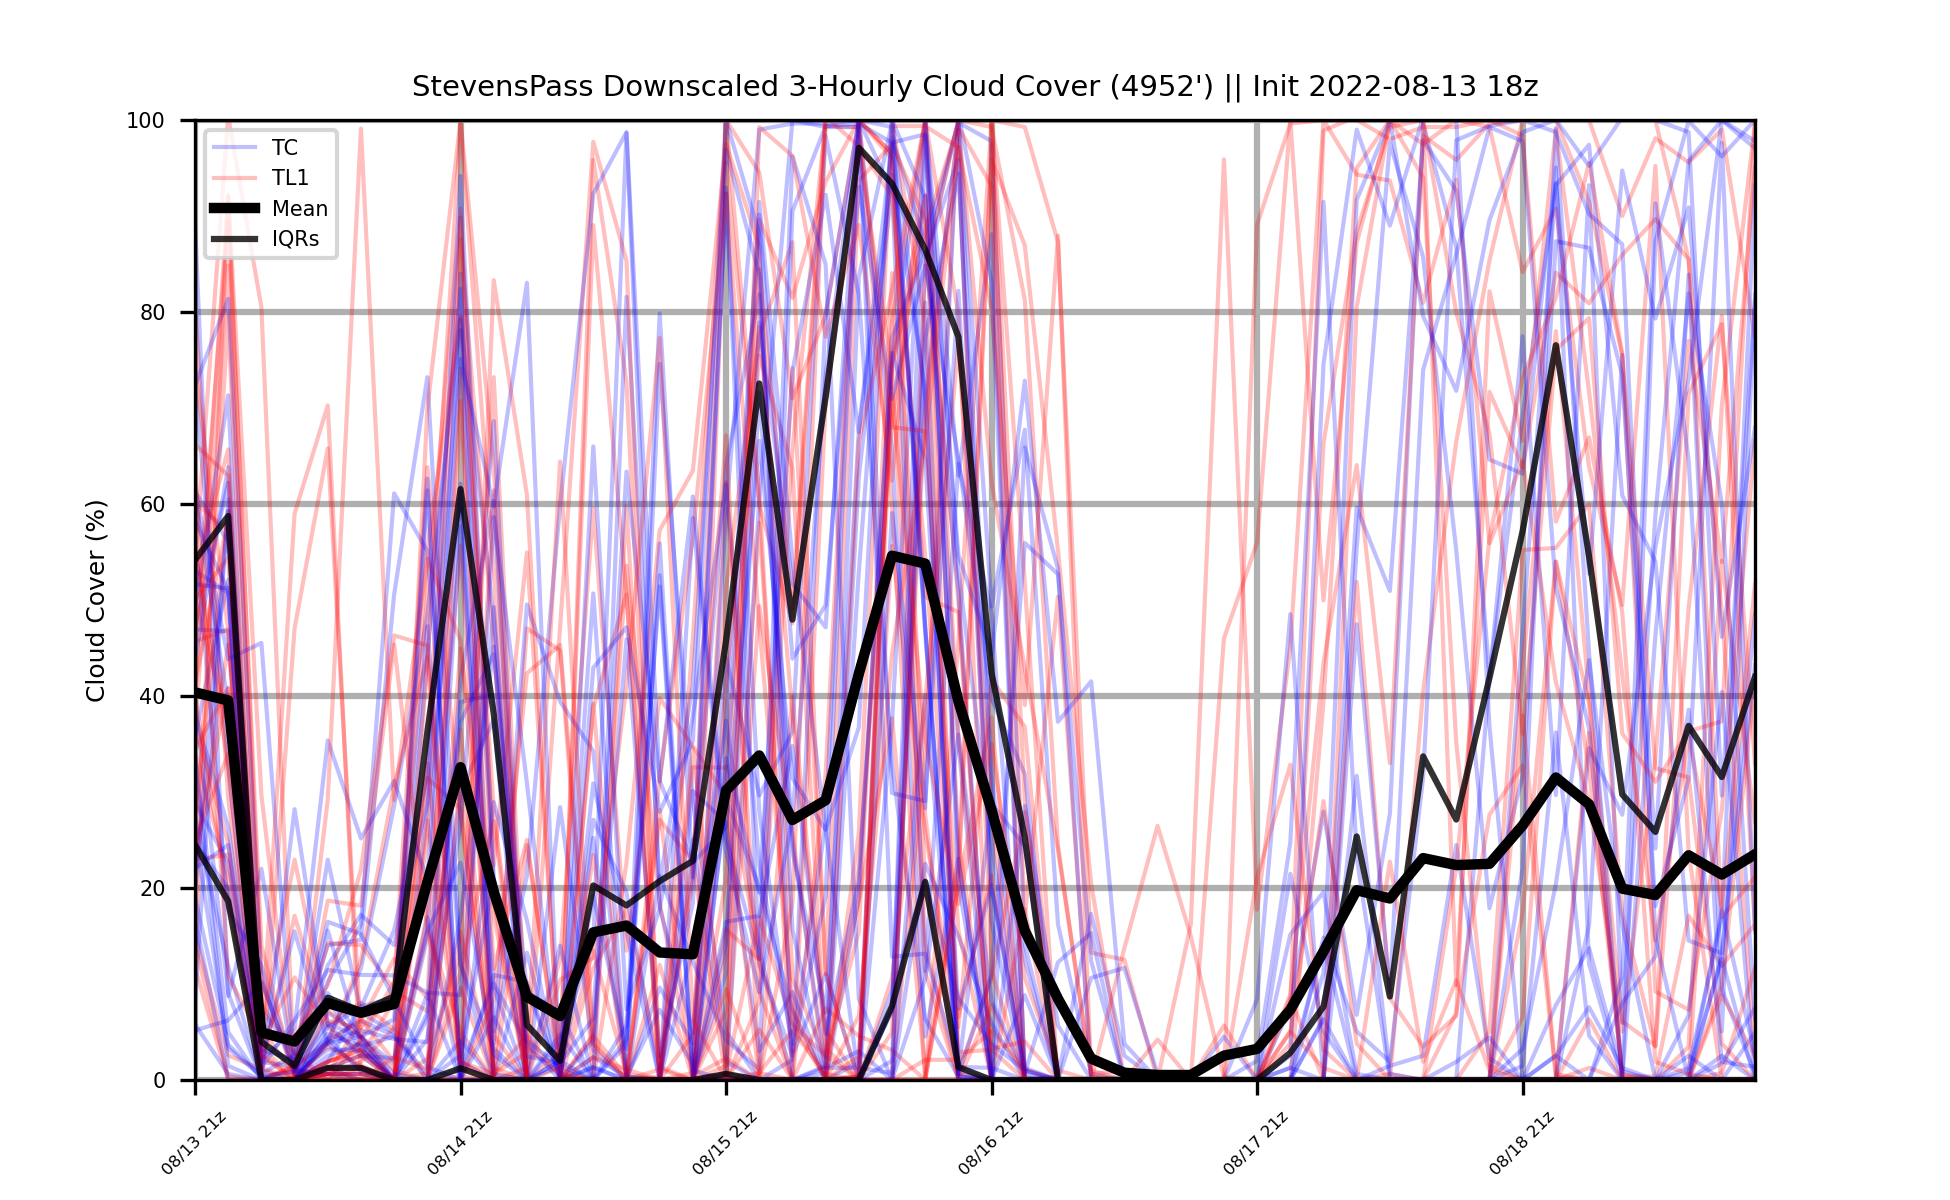 StevensPass Downscaled 3-Hourly Cloud Cover (4952') || Init 2022-08-13 18z
TC
TL1
Mean
IQRs
Cloud Cover (%)
100
80
60
40
20
0
08/13 21z
08/14 21z
08/15 21z
08/16 21z
08/17 21z
08/18 21z